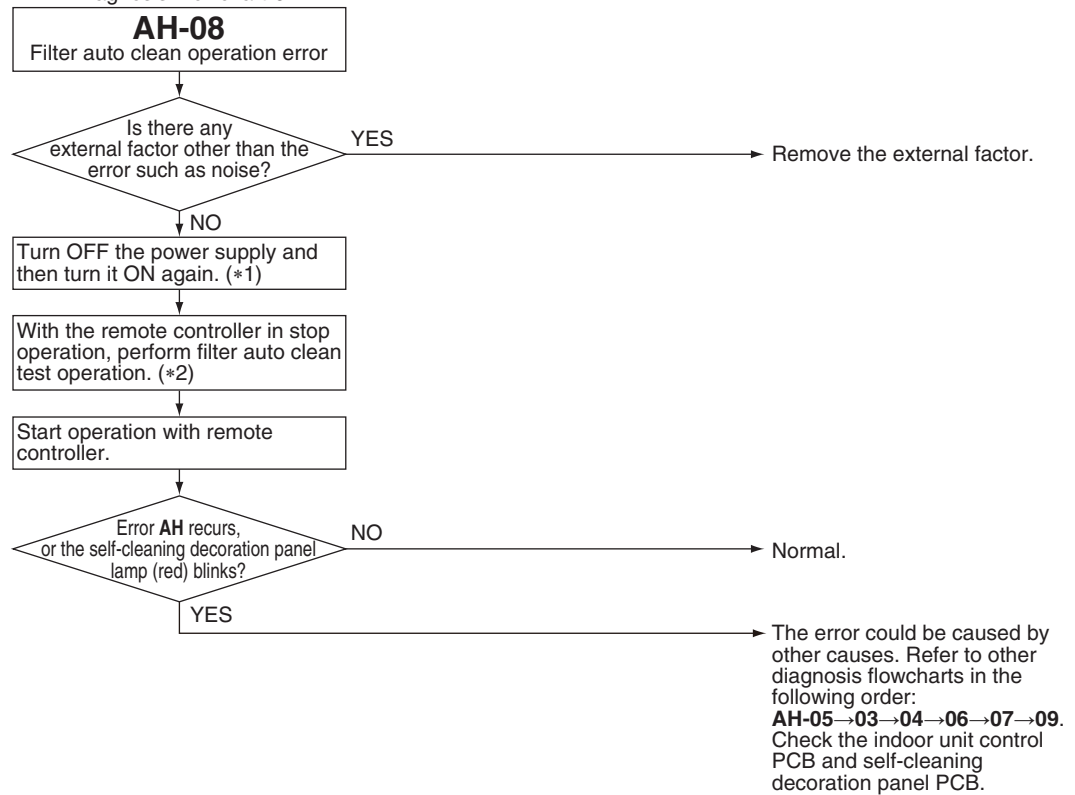 AH-08
Filter auto clean operation error
Is there any
external factor other than the
error such as noise?
YES
Remove the external factor.
NO
Turn OFF the power supply and
then turn it ON again. (*1)
With the remote controller in stop
operation, perform filter auto clean
test operation. (*2)
Start operation with remote
controller.
Error AH recurs,
or the self-cleaning decoration panel
lamp (red) blinks?
NO
Normal.
YES
The error could be caused by
other causes. Refer to other
diagnosis flowcharts in the
following order:
AH-05→03→04→06→07→09.
Check the indoor unit control
PCB and self-cleaning
decoration panel PCB.